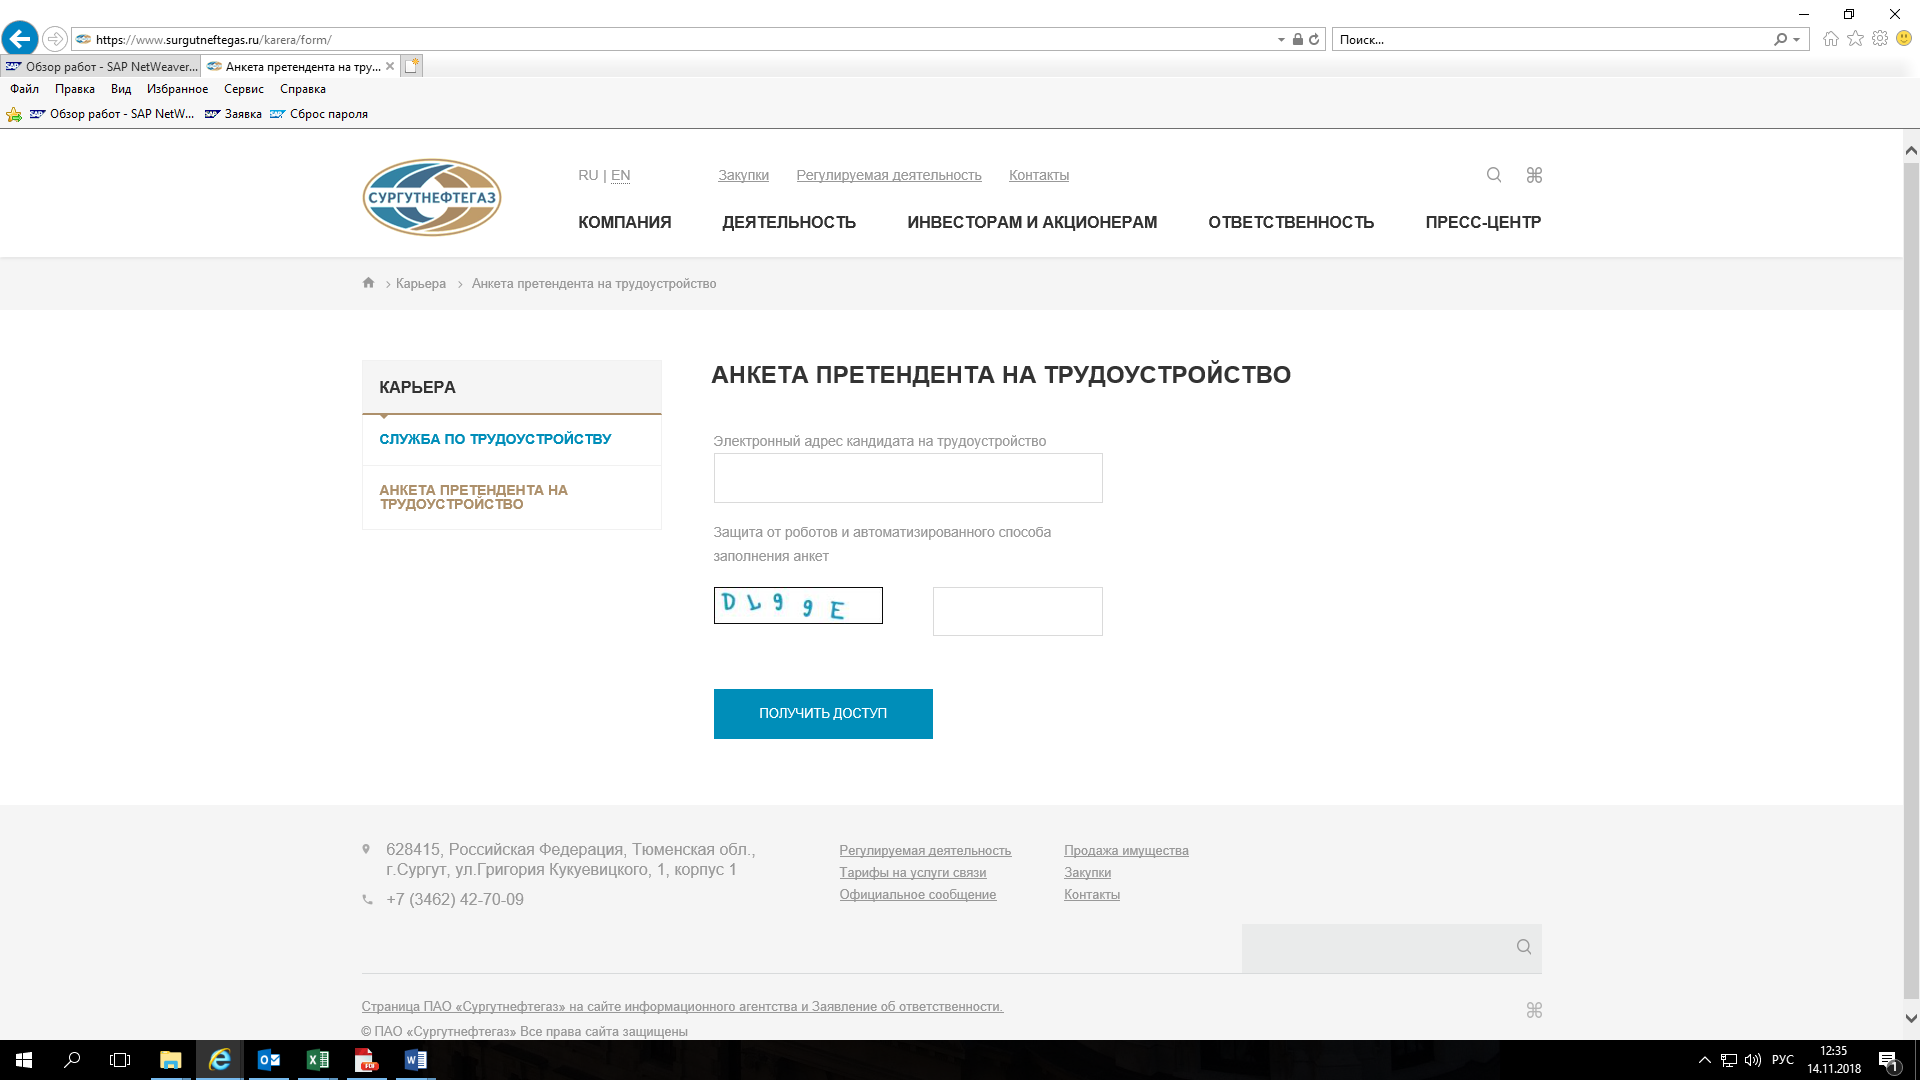 https://www.surgutneftegas.ru/karera/form/
Поиск...
Обзор работ - SAP NetWeaver...
Анкета претендента на тру...
Файл Правка Вид Избранное Сервис Справка
Обзор работ - SAP NetW... Заявка Сброс пароля
RU | EN Закупки Регулируемая деятельность Контакты
СУРГУТНЕФТЕГАЗ
КОМПАНИЯ ДЕЯТЕЛЬНОСТЬ ИНВЕСТОРАМ И АКЦИОНЕРАМ ОТВЕТСТВЕННОСТЬ ПРЕСС-ЦЕНТР
Карьера Анкета претендента на трудоустройство
КАРЬЕРА
СЛУЖБА ПО ТРУДОУСТРОЙСТВУ
АНКЕТА ПРЕТЕНДЕНТА НА
ТРУДОУСТРОЙСТВО
АНКЕТА ПРЕТЕНДЕНТА НА ТРУДОУСТРОЙСТВО
Электронный адрес кандидата на трудоустройство
Защита от роботов и автоматизированного способа
заполнения анкет
DL99E
ПОЛУЧИТЬ ДОСТУП
628415, Российская Федерация, Тюменская обл.,
г.Сургут, ул.Григория Кукуевицкого, 1, корпус 1
+7 (3462) 42-70-09
Регулируемая деятельность
Тарифы на услуги связи
Официальное сообщение
Продажа имущества
Закупки
Контакты
Страница ПАО «Сургутнефтегаз» на сайте информационного агентства и Заявление об ответственности.
© ПАО «Сургутнефтегаз» Все права сайта защищены
РУС
12:35
14.11.2018
1